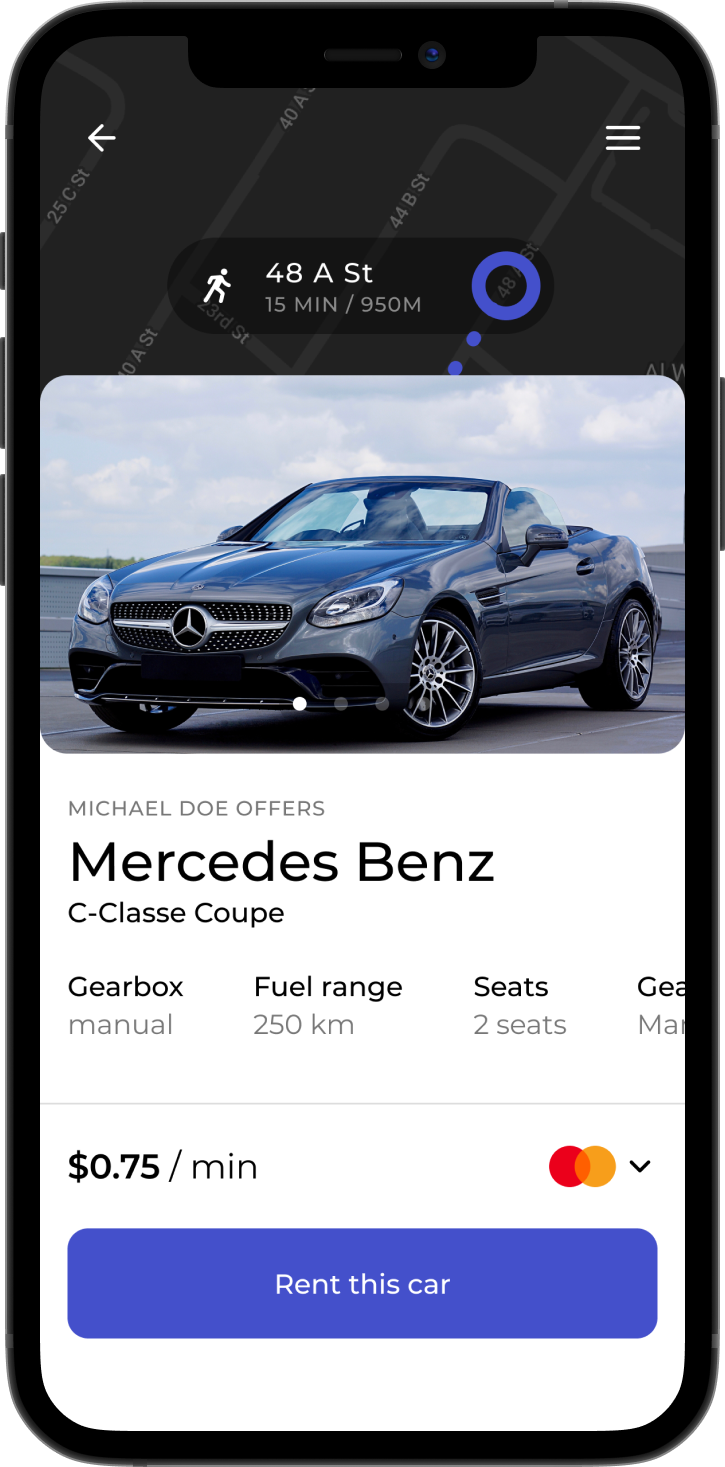 40 A S
25 C St
44 B St
48 A St
48 A St
15 MIN / 950M
23rd St
40 A St
ALW
MICHAEL DOE OFFERS
Mercedes Benz
C-Classe Coupe
Gearbox Fuel range Seats Gea
manual 250 km 2 seats Mar
$0.75 / min
Rent this car